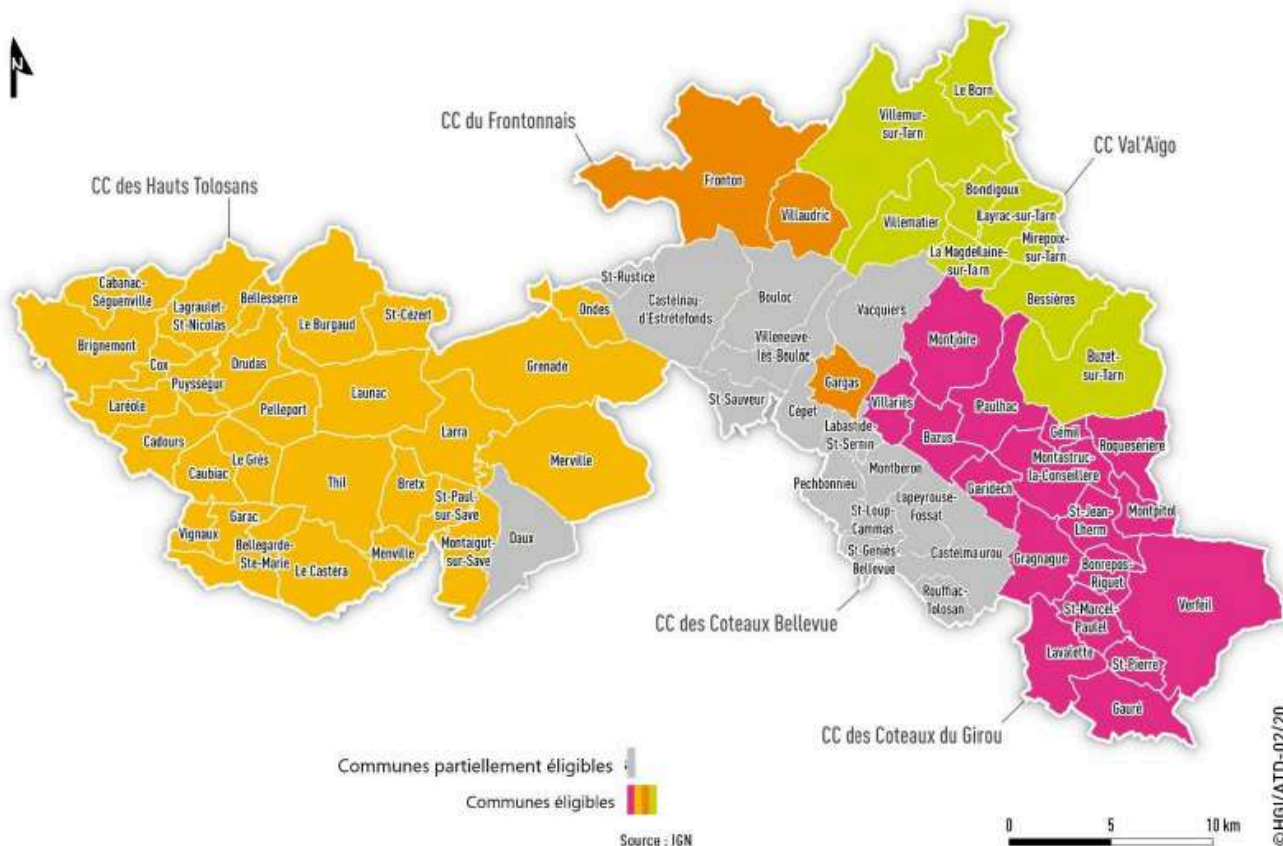 N
CC du Frontonnais
CC des Hauts Tolosans
CC Val'Aïgo
Le Born
Villemur-
sur-Tarn
Fronton
Villaudric
Bondigoux
Layrac-sur-Tarn
Villematier
Mirepoix-
sur-Tarn
La Magdelaine-
sur-Tarn
Bessières
Buzet-
sur-Tarn
Cabanac-
Séguenville
Lagraulet-
St-Nicolas
Bellesserre
Le Burgaud
St-Cézert
Brignemont
Cox
Drudas
Puysségur
Laréole
Pelleport
Launac
Grenade
Ondes
Cadours
Le Grès
Caubiac
Larra
Thil
Bretx
St-Paul-
sur-Save
Merville
Vignaux
Garac
Bellegarde-
Ste-Marie
Le Castéra
Menville
Montaigut-
sur-Save
Daux
St-Rustice
Castelnau-
d'Estrétefonds
Bouloc
Vacquiers
Villeneuve-
lès-Bouloc
St-Sauveur
Cépet
Gargas
Labastide-
St-Sernin
Montberon
Pechbonnieu
Lapeyrouse-
Fossat
St-Loup-
Cammas
St-Geniès-
Bellevue
Castelmaurou
Rouffiac-
Tolosan
Montjoire
Villariès
Paulhac
Bazus
Gémil
Roquesérière
Montastruc-
la-Conseillère
Garidech
St-Jean-
Lherm
Montpitol
Gragnague
Bonrepos-
Riquet
St-Marcel-
Paulel
Verfeil
Lavalette
St-Pierre
Gauré
CC des Coteaux Bellevue
CC des Coteaux du Girou
Communes partiellement éligibles
Communes éligibles
Source : IGN
0 5 10 km
©HGI/ATD-02/20